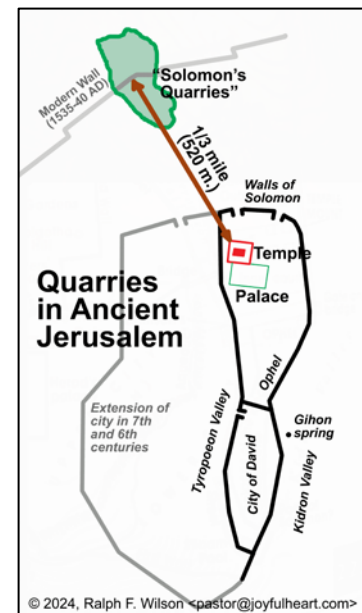 "Solomon's
Quarries"
Modern Wall
(1535-40 AD)
1/3 mile
(520 m.)
Walls of
Solomon
Temple
Palace
Quarries
in Ancient
Jerusalem
Ophel
Extension of
city in 7th
and 6th
centuries
Tyropoeon Valley
City of David
Gihon
spring
Kidron Valley
© 2024, Ralph F. Wilson <pastor@joyfulheart.com>